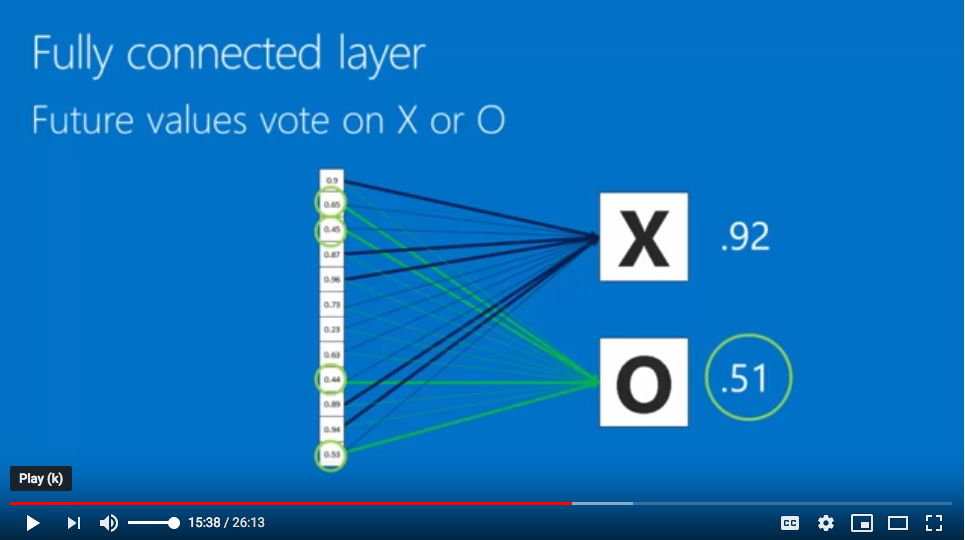 Fully connected layer
Future values vote on X or O
0.9
0.65
0.45
0.87
0.96
0.73
0.23
0.63
0.44
0.89
0.94
0.53
X .92
O .51
Play (k)
15:38 / 26:13
CC